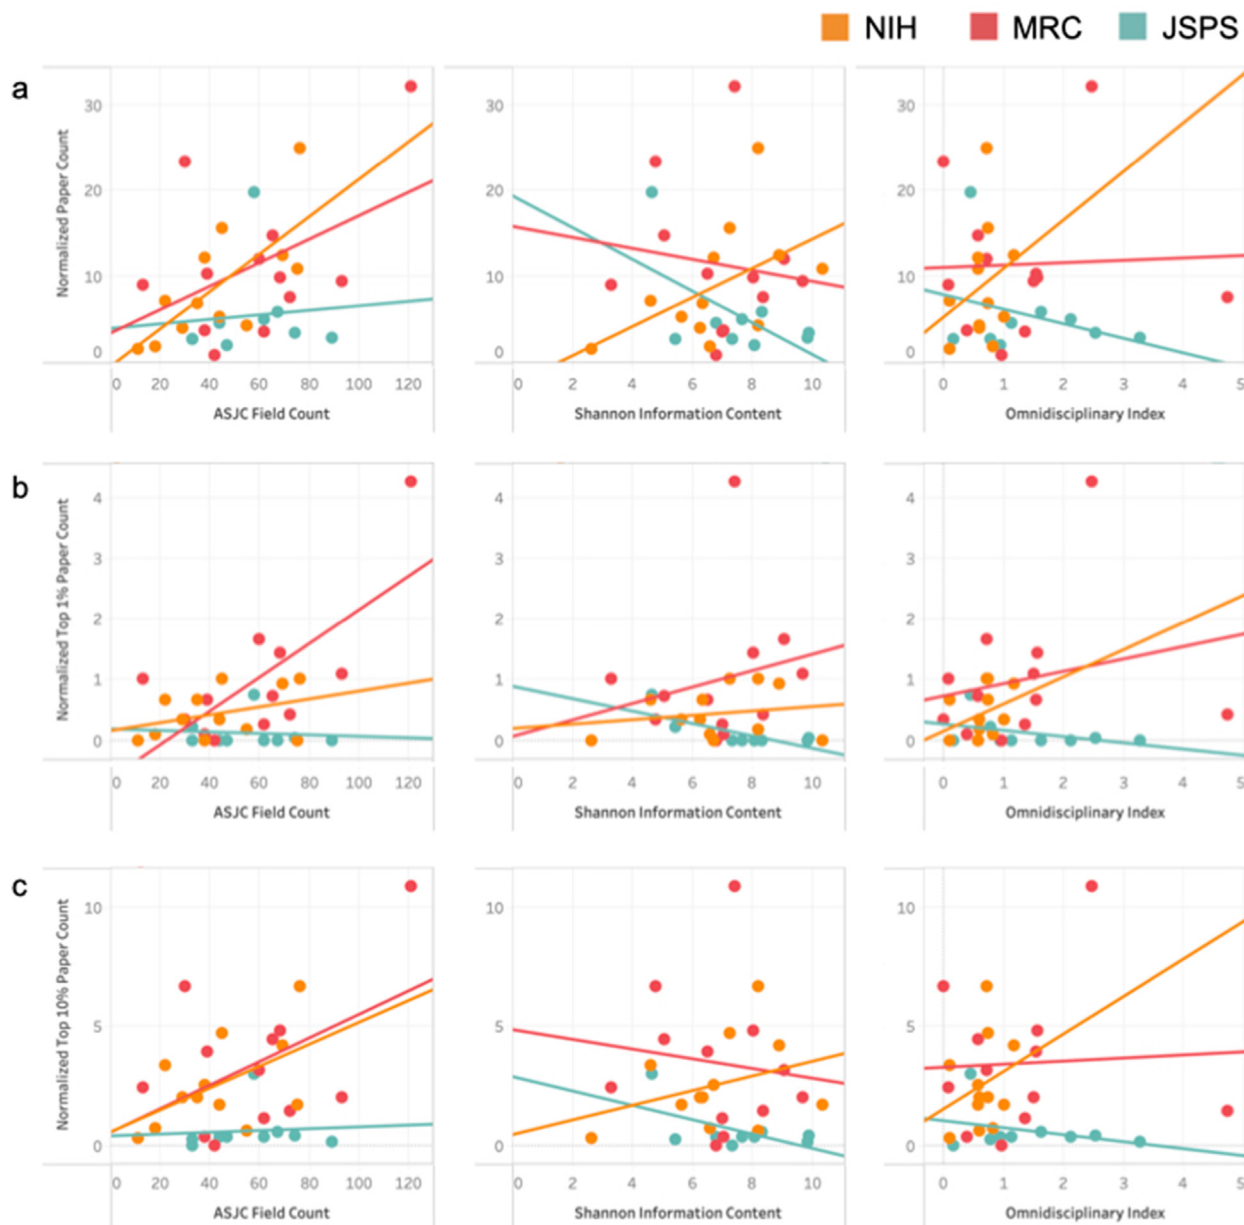 NIH MRC JSPS
a
Normalized Paper Count
30
20
10
0
0 20 40 60 80 100 120
ASJC Field Count
30
20
10
0
0 2 4 6 8 10
Shannon Information Content
30
20
10
0
0 1 2 3 4 5
Omnidisciplinary Index
b
Normalized Top 1% Paper Count
4
3
2
1
0
0 20 40 60 80 100 120
ASJC Field Count
4
3
2
1
0
0 2 4 6 8 10
Shannon Information Content
4
3
2
1
0
0 1 2 3 4 5
Omnidisciplinary Index
c
Normalized Top 10% Paper Count
10
5
0
0 20 40 60 80 100 120
ASJC Field Count
10
5
0
0 2 4 6 8 10
Shannon Information Content
10
5
0
0 1 2 3 4 5
Omnidisciplinary Index